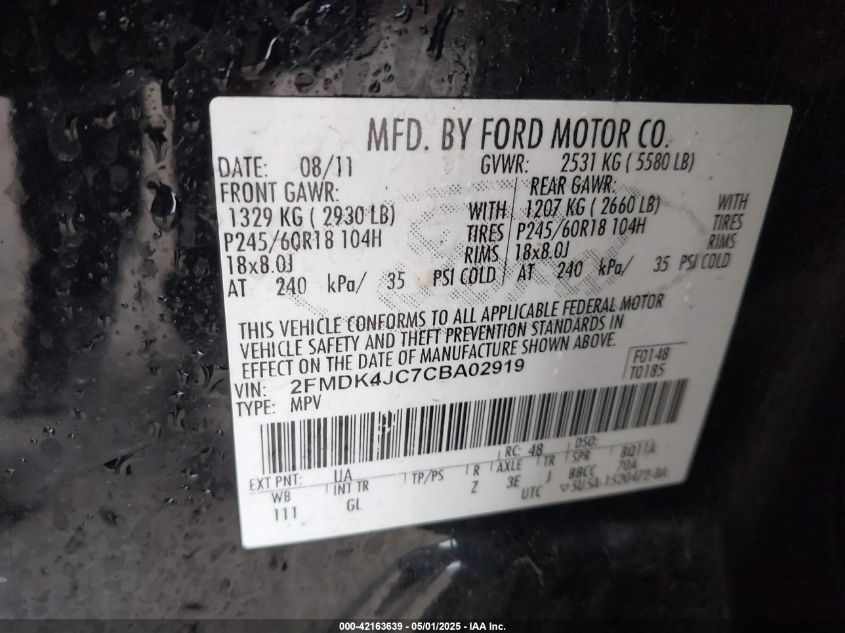 MFD. BY FORD MOTOR CO.
DATE: 08/11 GVWR: 2531 KG ( 5580 LB)
FRONT GAWR: REAR GAWR:
1329 KG ( 2930 LB) WITH 1207 KG ( 2660 LB) WITH
P245/60R18 104H TIRES P245/60R18 104H TIRES
18x8.0J RIMS 18x8.0J RIMS
AT 240 kPa/ 35 PSI COLD AT 240 kPa/ 35 PSI COLD
THIS VEHICLE CONFORMS TO ALL APPLICABLE FEDERAL MOTOR
VEHICLE SAFETY AND THEFT PREVENTION STANDARDS IN
EFFECT ON THE DATE OF MANUFACTURE SHOWN ABOVE.
F0148
VIN: 2FMDK4JC7CBA02919 T0185
TYPE: MPV
EXT PNT: UA RC: 48 DSO:
WB INT TR TP/PS R AXLE TR SPR BQ11A
111 GL Z 3E J BBCC 70A
UTC ▽5U5A-1520472-BA
000-42163639 - 05/01/2025 - IAA Inc.